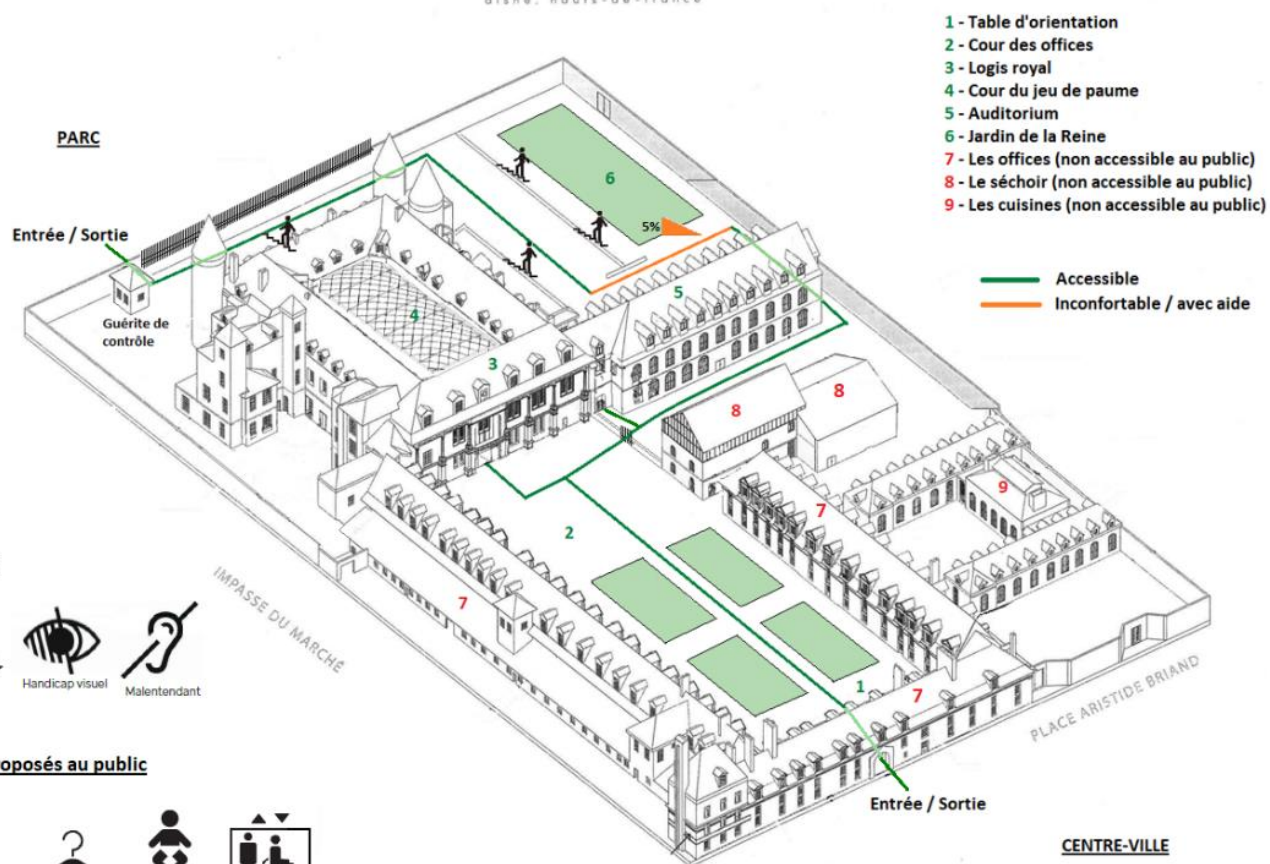 aisne, hauts-de-france
1 - Table d'orientation
2 - Cour des offices
3 - Logis royal
4 - Cour du jeu de paume
5 - Auditorium
6 - Jardin de la Reine
7 - Les offices (non accessible au public)
8 - Le séchoir (non accessible au public)
9 - Les cuisines (non accessible au public)
PARC
6
Entrée / Sortie
5%
Accessible
Inconfortable / avec aide
5
4
Guérite de
contrôle
3
8
8
9
7
2
IMPASSE DU MARCHÉ
7
Handicap visuel
Malentendant
1
7
PLACE ARISTIDE BRIAND
oposés au public
Entrée / Sortie
CENTRE-VILLE